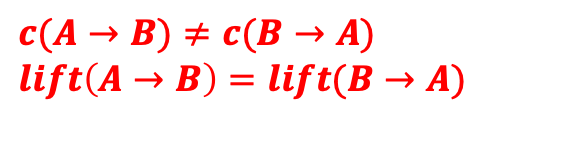 c(A → B) ≠ c(B → A)
lift(A → B) = lift(B → A)